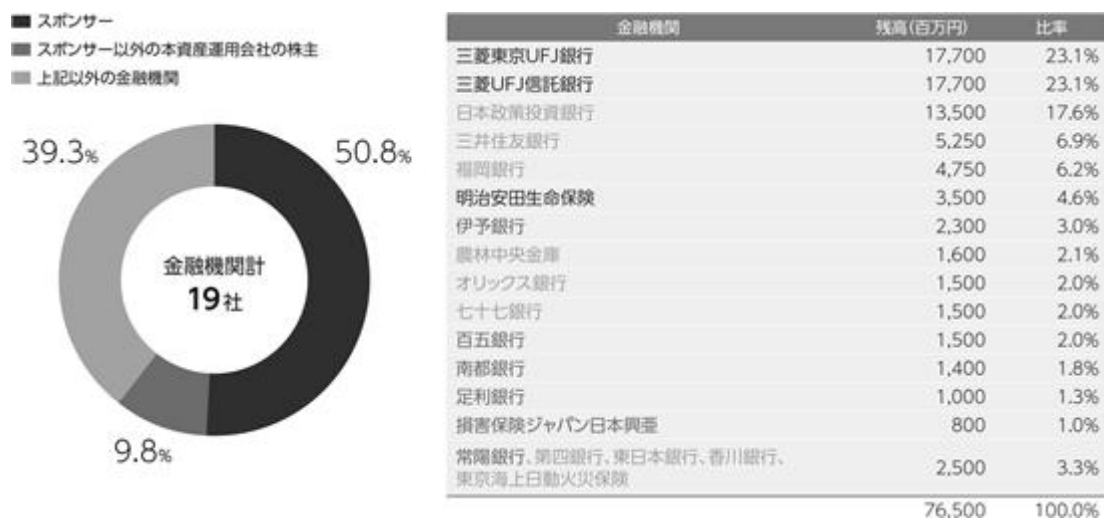 スポンサー
スポンサー以外の本資産運用会社の株主
上記以外の金融機関
39.3%
50.8%
金融機関計
19社
9.8%
金融機関 残高(百万円) 比率
三菱東京UFJ銀行 17,700 23.1%
三菱UFJ信託銀行 17,700 23.1%
日本政策投資銀行 13,500 17.6%
三井住友銀行 5,250 6.9%
福岡銀行 4,750 6.2%
明治安田生命保険 3,500 4.6%
伊予銀行 2,300 3.0%
農林中央金庫 1,600 2.1%
オリックス銀行 1,500 2.0%
七十七銀行 1,500 2.0%
百五銀行 1,500 2.0%
南都銀行 1,400 1.8%
足利銀行 1,000 1.3%
損害保険ジャパン日本興亜 800 1.0%
常陽銀行、第四銀行、東日本銀行、香川銀行、
東京海上日動火災保険 2,500 3.3%
76,500 100.0%